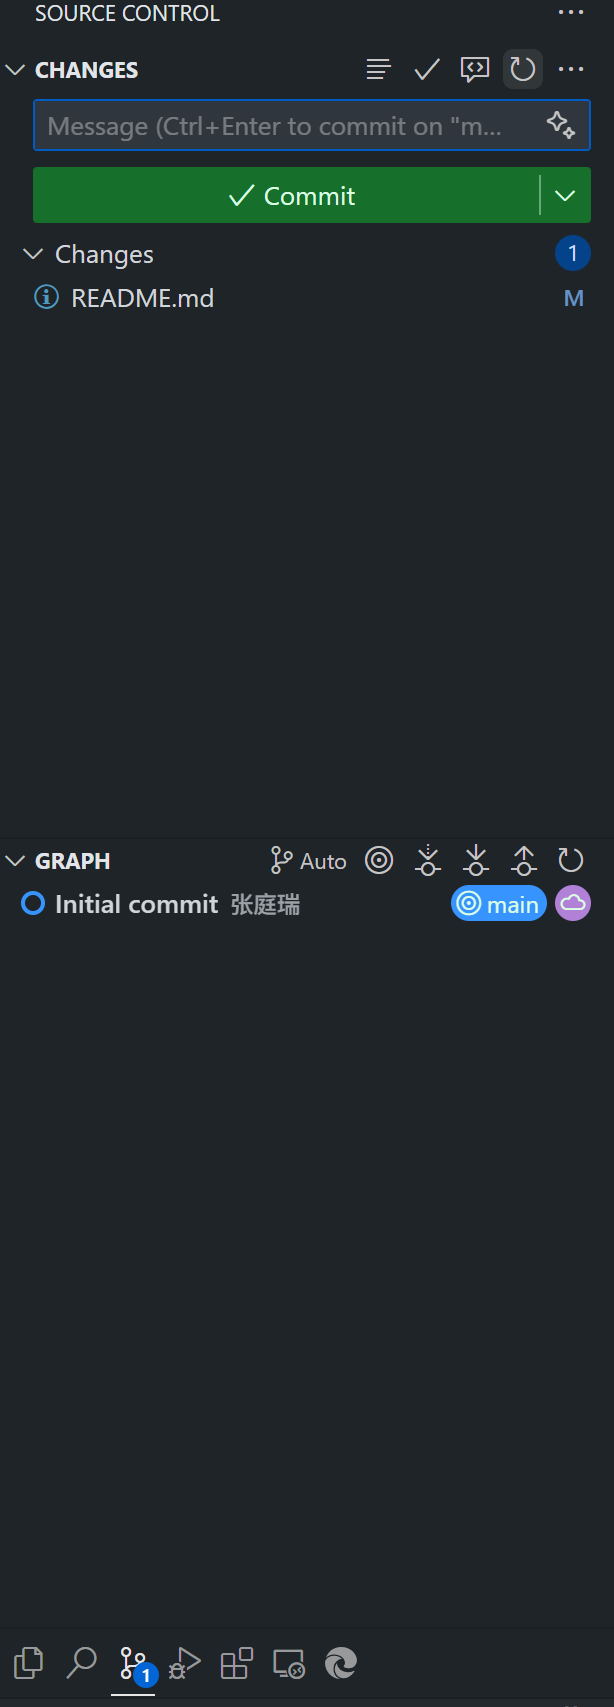 SOURCE CONTROL
CHANGES
Message (Ctrl+Enter to commit on "m...
Commit
Changes 1
README.md M
GRAPH Auto
Initial commit 张庭瑞 main
1